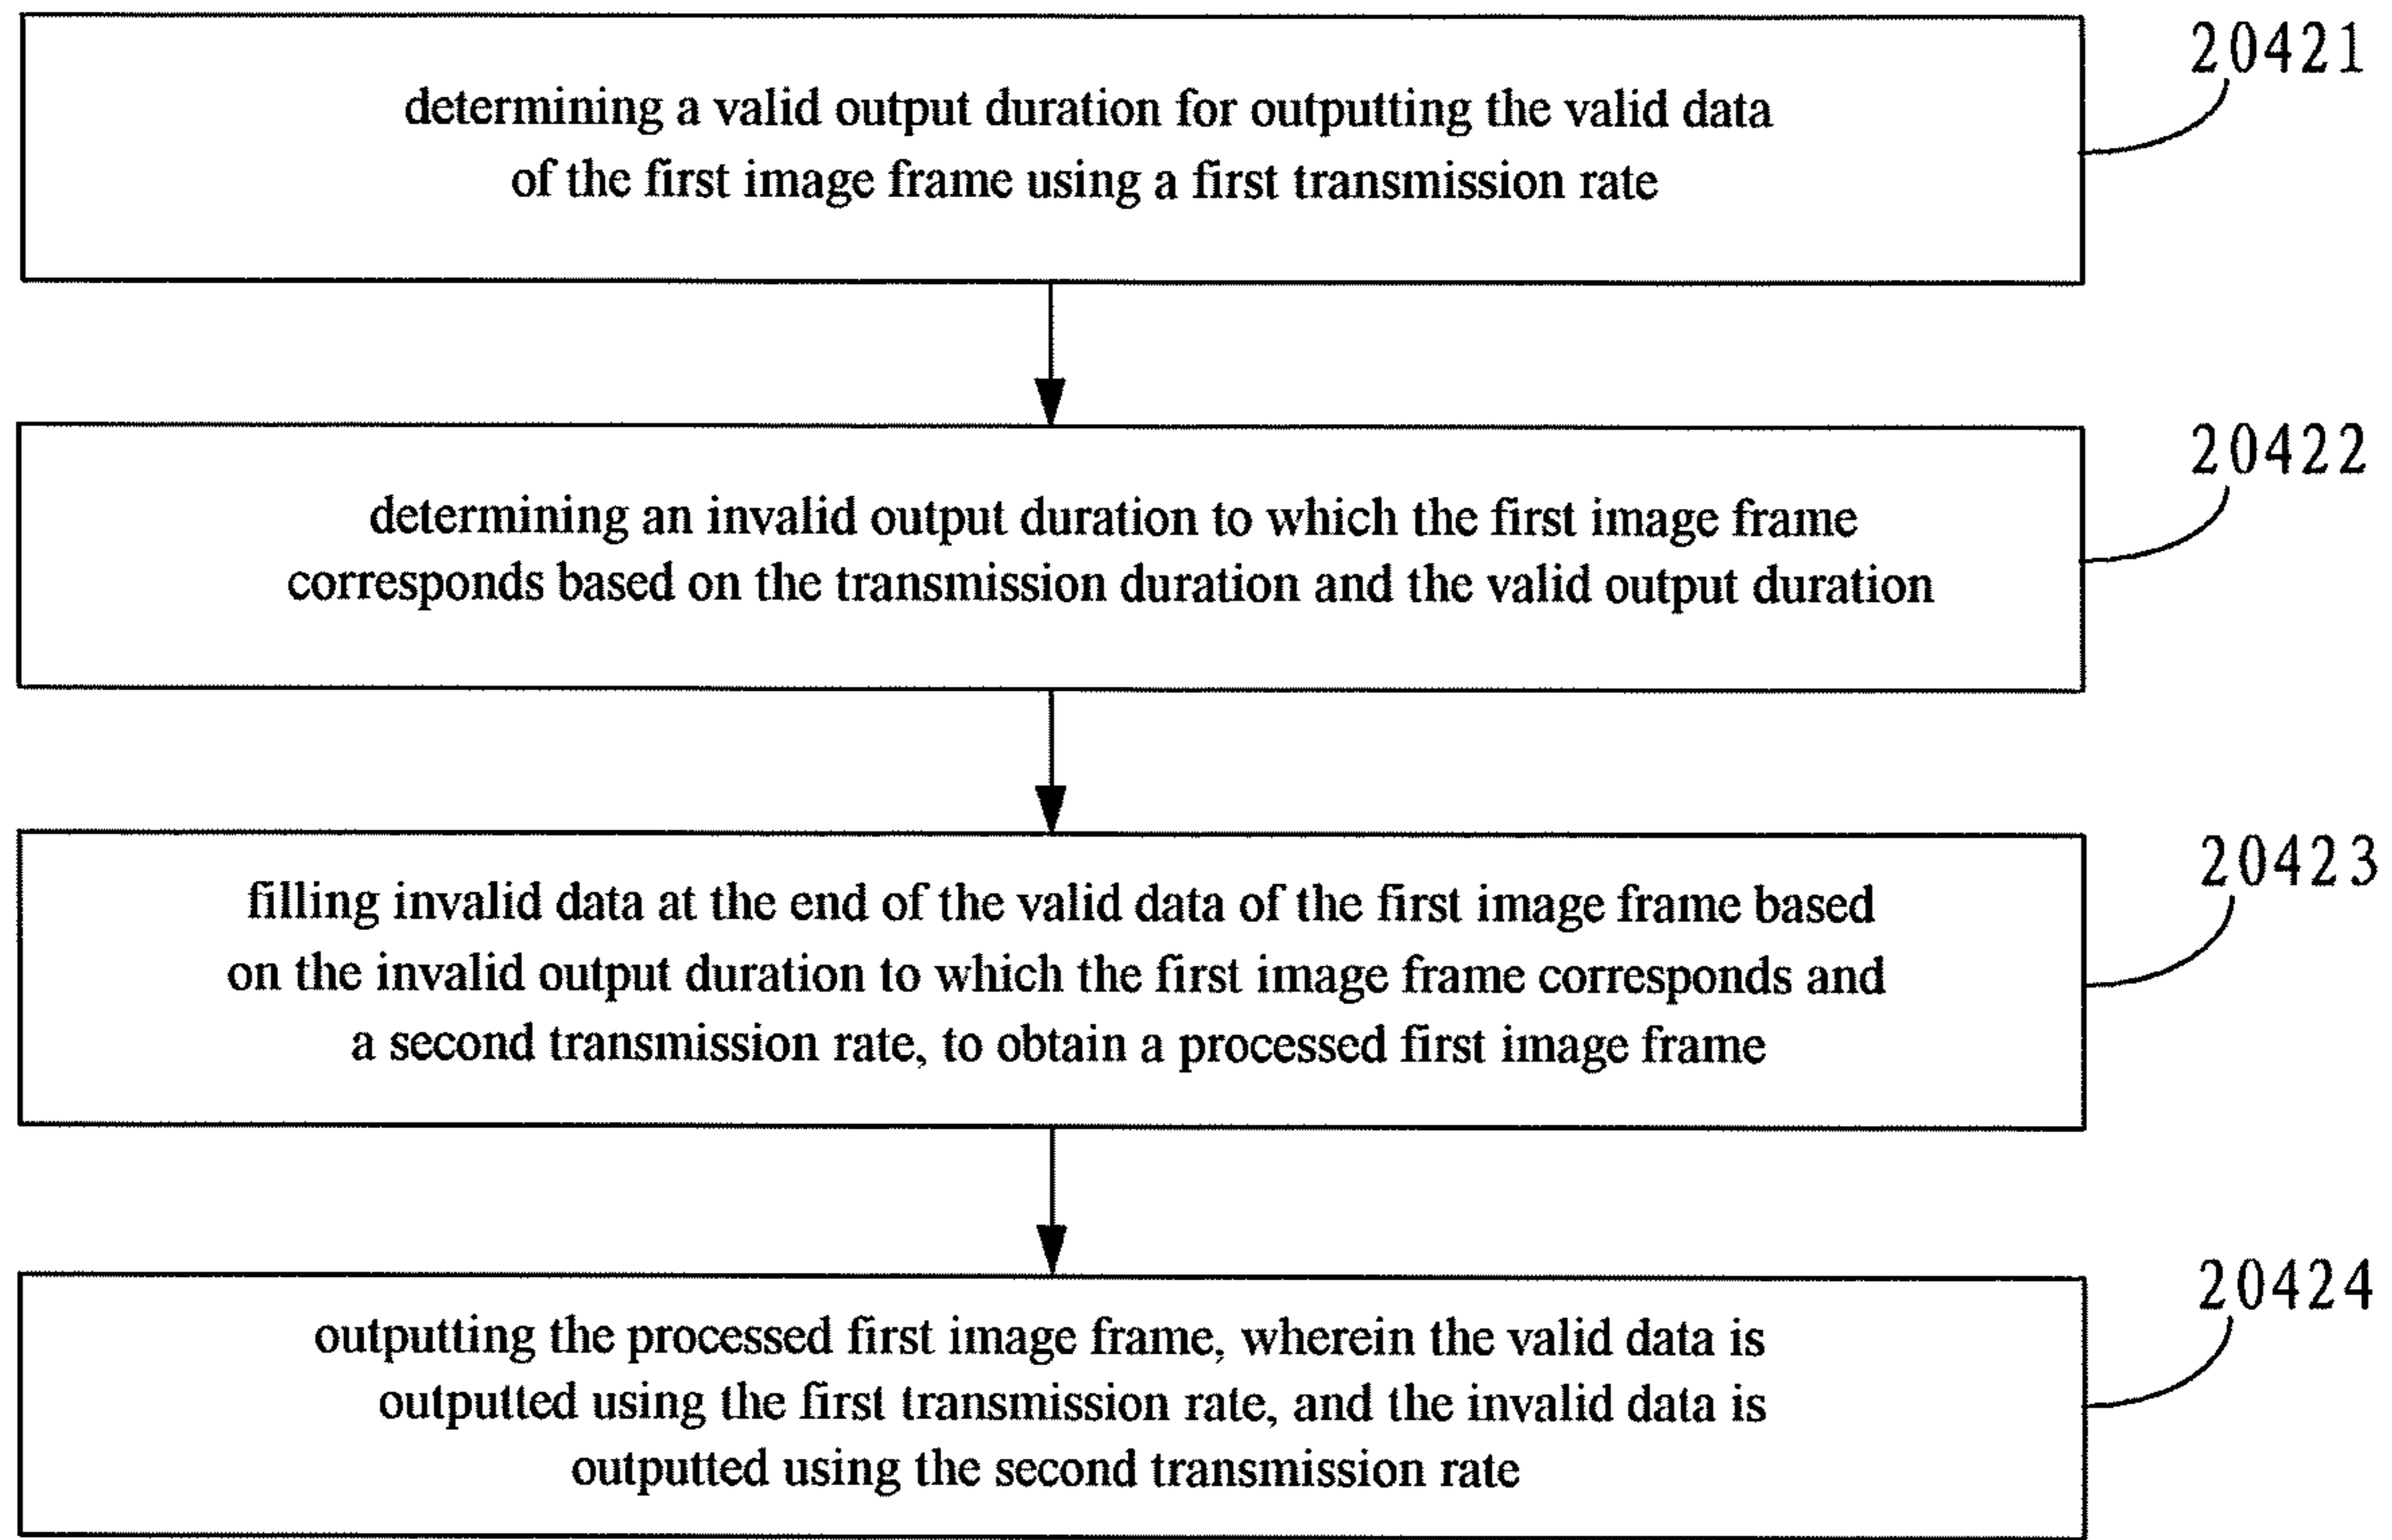 20421
determining a valid output duration for outputting the valid data
of the first image frame using a first transmission rate
20422
determining an invalid output duration to which the first image frame
corresponds based on the transmission duration and the valid output duration
20423
filling invalid data at the end of the valid data of the first image frame based
on the invalid output duration to which the first image frame corresponds and
a second transmission rate, to obtain a processed first image frame
20424
outputting the processed first image frame, wherein the valid data is
outputted using the first transmission rate, and the invalid data is
outputted using the second transmission rate